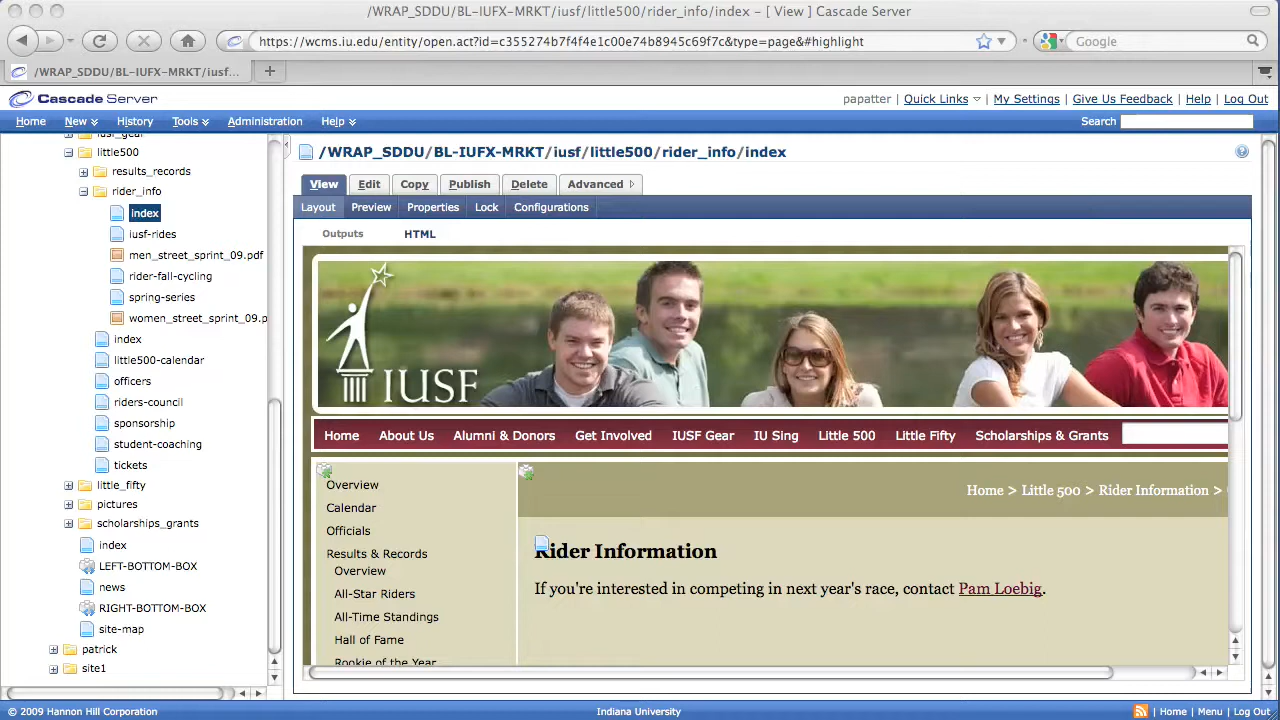 /WRAP_SDDU/BL-IUFX-MRKT/iusf/little500/rider_info/index – [ View ] Cascade Server
https://wcms.iu.edu/entity/open.act?id=c355274b7f4f4e1c00e74b8945c69f7c&type=page&#highlight
Google
/WRAP_SDDU/BL-IUFX-MRKT/iusf...
Cascade Server
papatter | Quick Links | My Settings | Give Us Feedback | Help | Log Out
Home New History Tools Administration Help Search
iusf_gear
little500
results_records
rider_info
index
iusf-rides
men_street_sprint_09.pdf
rider-fall-cycling
spring-series
women_street_sprint_09.p
index
little500-calendar
officers
riders-council
sponsorship
student-coaching
tickets
little_fifty
pictures
scholarships_grants
index
LEFT-BOTTOM-BOX
news
RIGHT-BOTTOM-BOX
site-map
patrick
site1
/WRAP_SDDU/BL-IUFX-MRKT/iusf/little500/rider_info/index
View Edit Copy Publish Delete Advanced
Layout Preview Properties Lock Configurations
Outputs HTML
IUSF
Home About Us Alumni & Donors Get Involved IUSF Gear IU Sing Little 500 Little Fifty Scholarships & Grants
Home > Little 500 > Rider Information >
Overview
Calendar
Officials
Results & Records
Overview
All-Star Riders
All-Time Standings
Hall of Fame
Rookie of the Year
Rider Information
If you're interested in competing in next year's race, contact Pam Loebig.
© 2009 Hannon Hill Corporation
Indiana University
| Home | Menu | Log Out